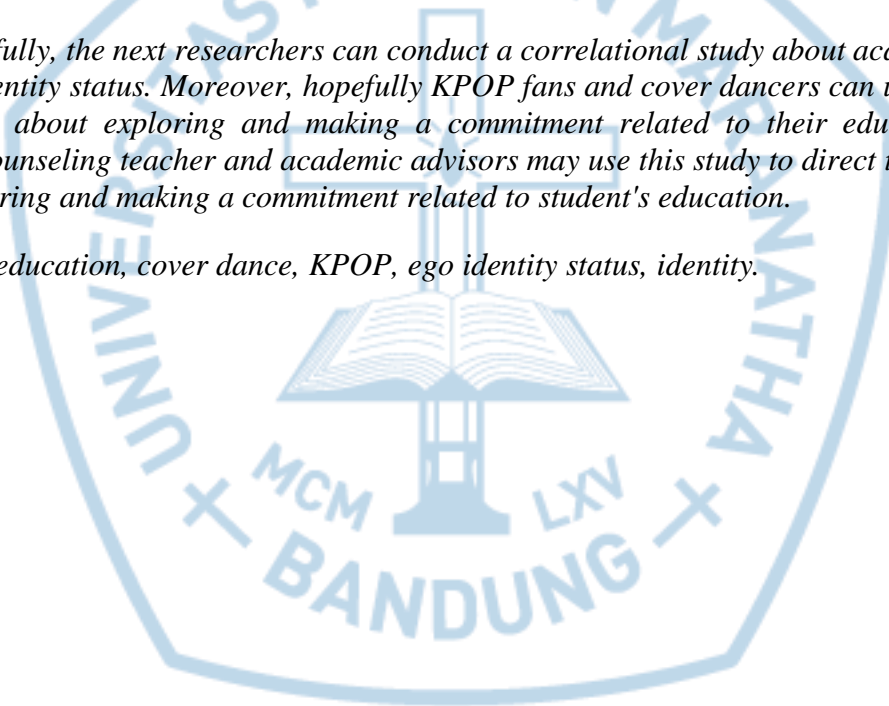 fully, the next researchers can conduct a correlational study about aca
entity status. Moreover, hopefully KPOP fans and cover dancers can u
about exploring and making a commitment related to their edu
ounseling teacher and academic advisors may use this study to direct
ring and making a commitment related to student's education.
education, cover dance, KPOP, ego identity status, identity.
UNIVERSITAS
MARANATHA
MCM LXV
BANDUNG